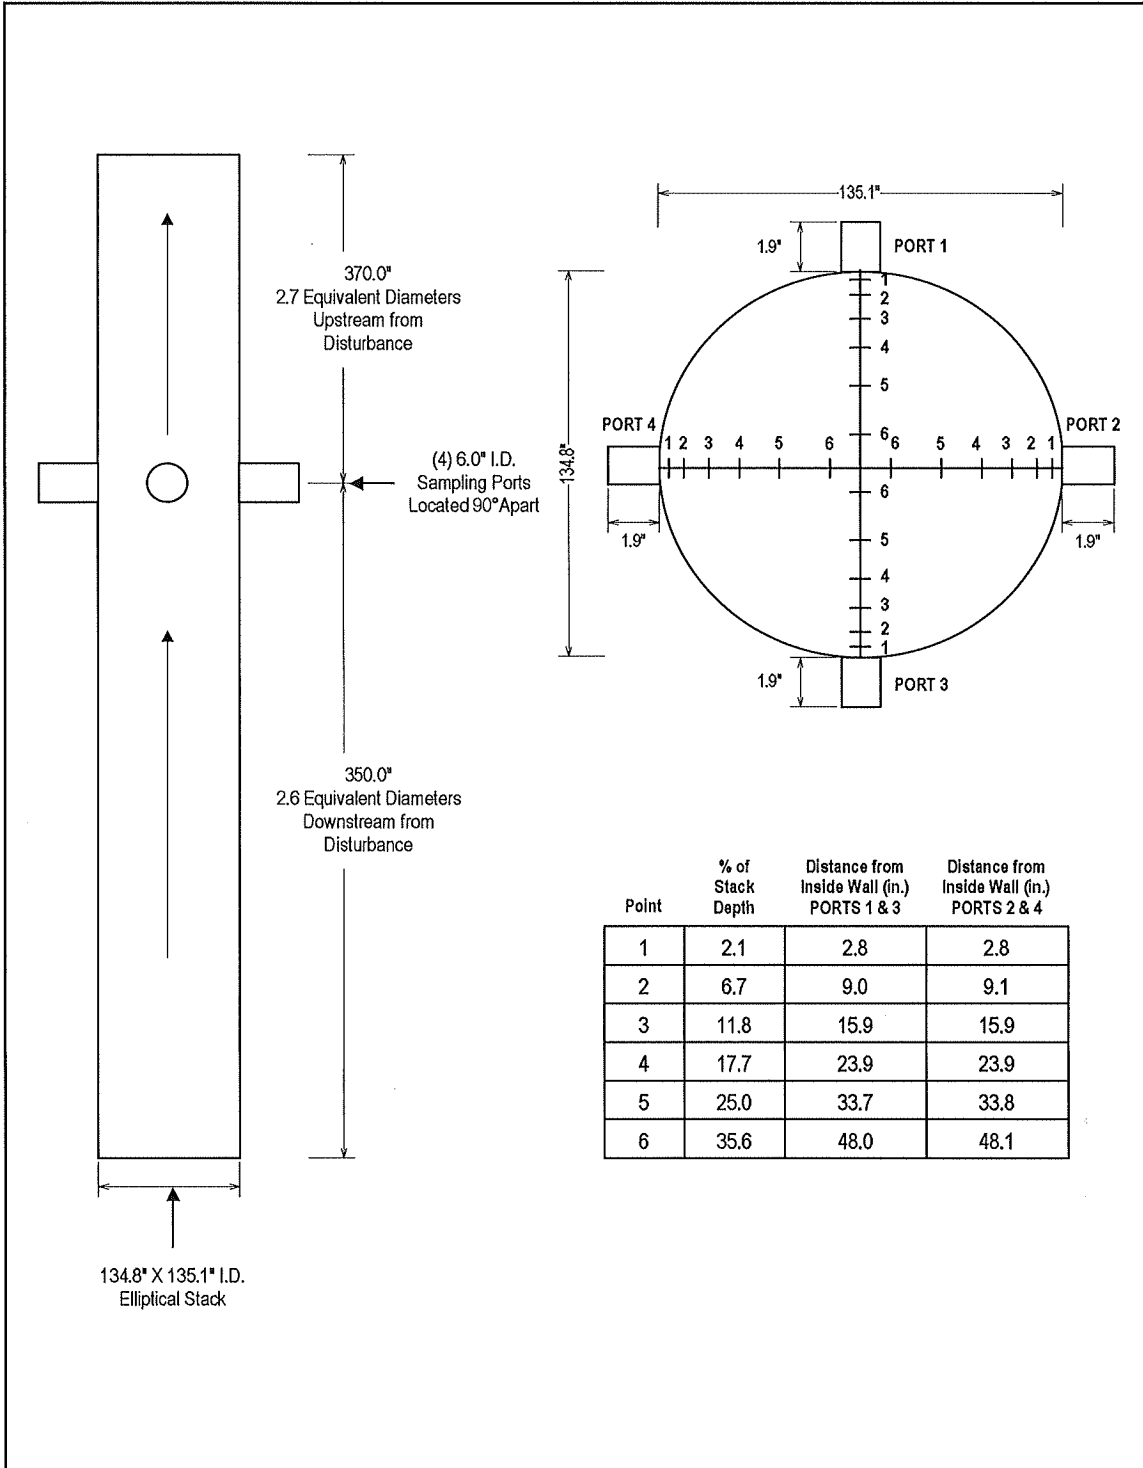 370.0"
2.7 Equivalent Diameters
Upstream from
Disturbance
(4) 6.0" I.D.
Sampling Ports
Located 90° Apart
350.0"
2.6 Equivalent Diameters
Downstream from
Disturbance
134.8" X 135.1" I.D.
Elliptical Stack
135.1"
1.9"
PORT 1
1
2
3
4
5
6
134.8"
PORT 4
PORT 2
1 2 3 4 5 6 6 5 4 3 2 1
1.9"
1.9"
6
5
4
3
2
1
1.9"
PORT 3
Point
% of
Stack
Depth
Distance from
Inside Wall (in.)
PORTS 1 & 3
Distance from
Inside Wall (in.)
PORTS 2 & 4
1 2.1 2.8 2.8
2 6.7 9.0 9.1
3 11.8 15.9 15.9
4 17.7 23.9 23.9
5 25.0 33.7 33.8
6 35.6 48.0 48.1